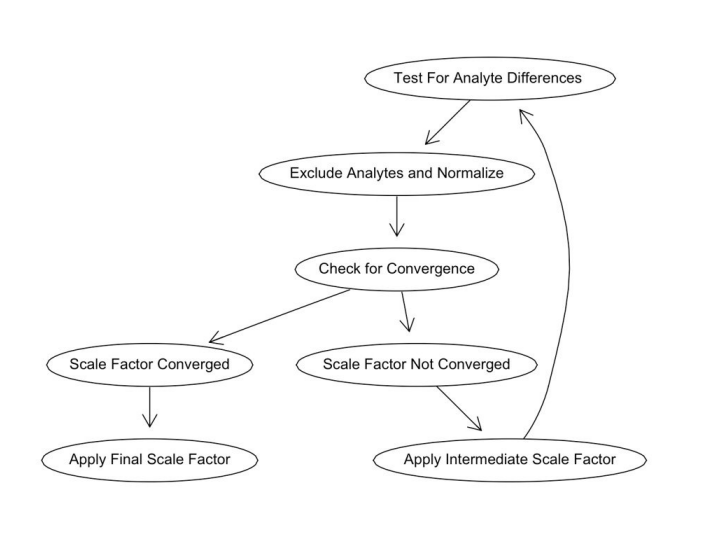 Test For Analyte Differences
Exclude Analytes and Normalize
Check for Convergence
Scale Factor Converged
Scale Factor Not Converged
Apply Final Scale Factor
Apply Intermediate Scale Factor